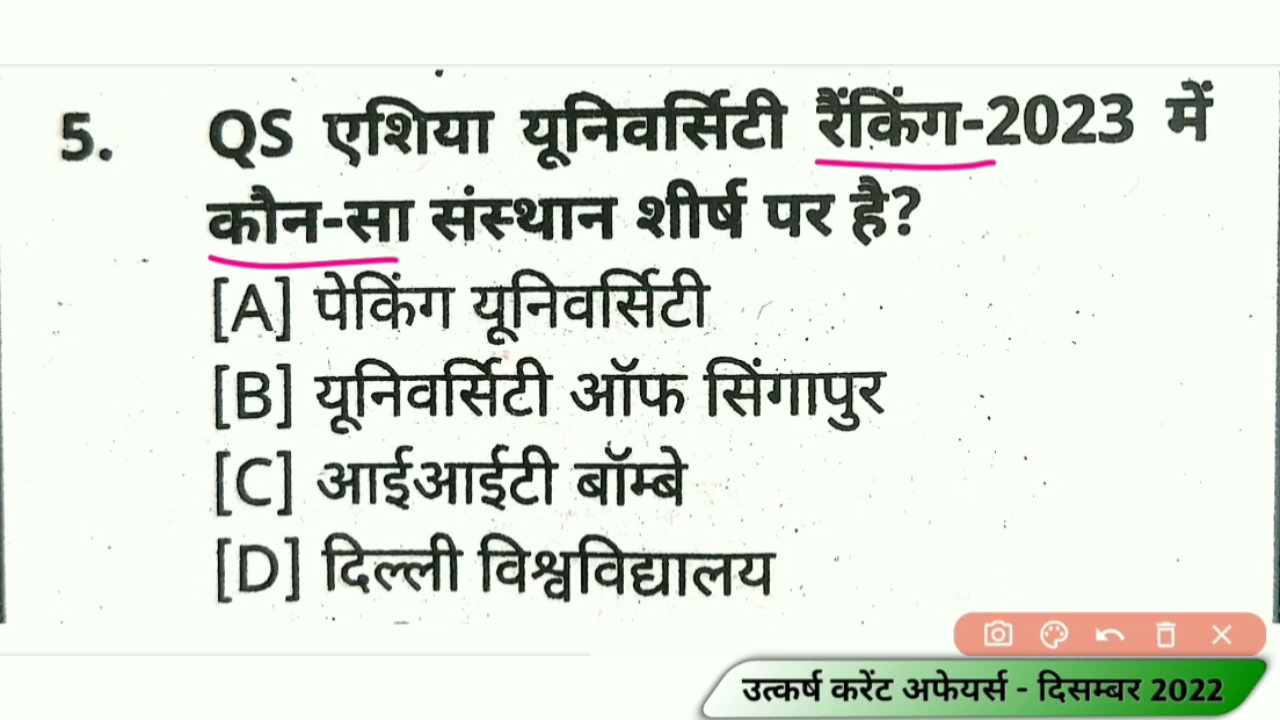 5. QS एशिया यूनिवर्सिटी रैंकिंग-2023 में
कौन-सा संस्थान शीर्ष पर है?
[A] पेकिंग यूनिवर्सिटी
[B] यूनिवर्सिटी ऑफ सिंगापुर
[C] आईआईटी बॉम्बे
[D] दिल्ली विश्वविद्यालय
उत्कर्ष करेंट अफेयर्स - दिसम्बर 2022